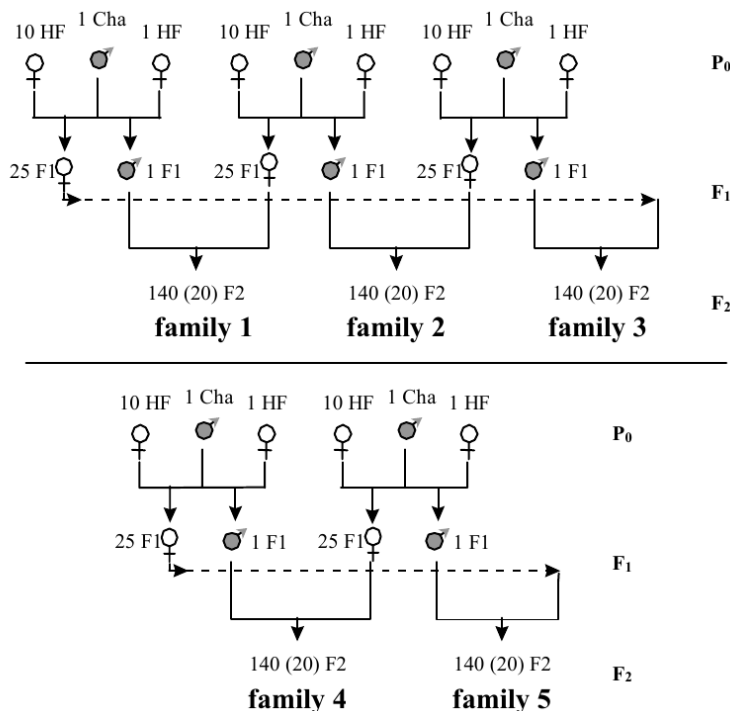 10 HF 1 Cha 1 HF 10 HF 1 Cha 1 HF 10 HF 1 Cha 1 HF
P0
25 F1 1 F1 25 F1 1 F1 25 F1 1 F1
F1
140 (20) F2 140 (20) F2 140 (20) F2
F2
family 1 family 2 family 3
10 HF 1 Cha 1 HF 10 HF 1 Cha 1 HF
P0
25 F1 1 F1 25 F1 1 F1
F1
140 (20) F2 140 (20) F2
F2
family 4 family 5